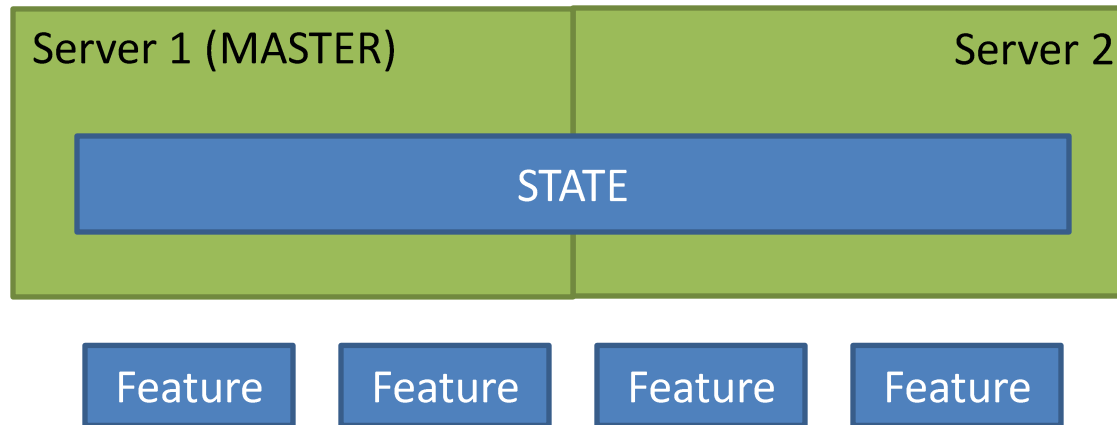 Server 1 (MASTER)
Server 2
STATE
Feature
Feature
Feature
Feature